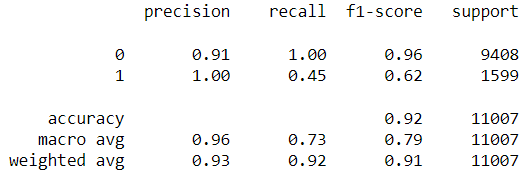 precision recall f1-score support
0 0.91 1.00 0.96 9408
1 1.00 0.45 0.62 1599
accuracy 0.92 11007
macro avg 0.96 0.73 0.79 11007
weighted avg 0.93 0.92 0.91 11007